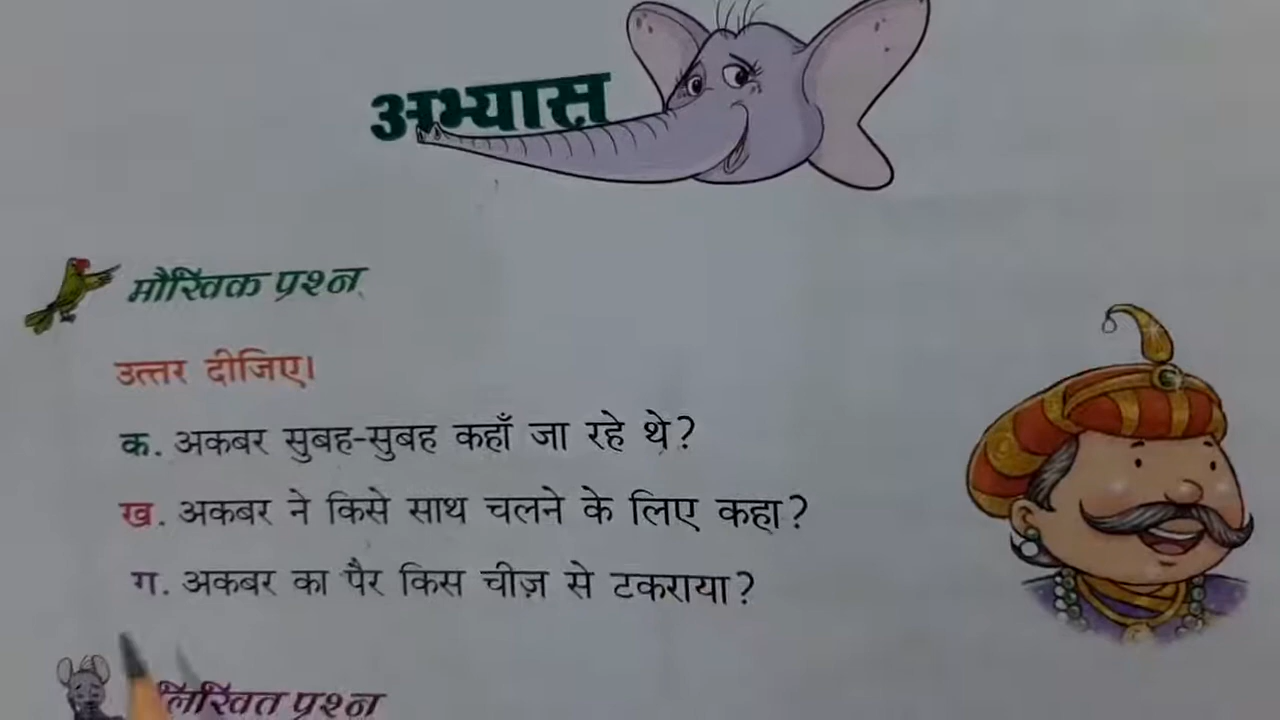 अभ्यास
मौखिक प्रश्न
उत्तर दीजिए।
क. अकबर सुबह-सुबह कहाँ जा रहे थे?
ख. अकबर ने किसे साथ चलने के लिए कहा?
ग. अकबर का पैर किस चीज़ से टकराया?
लिखित प्रश्न